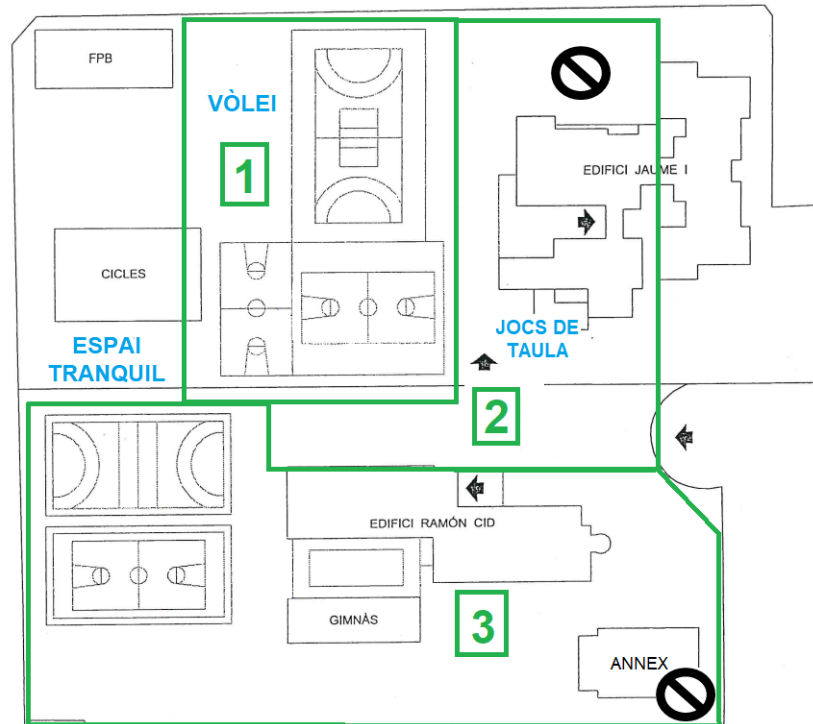 FPB
VÒLEI
1
EDIFICI JAUME I
CICLES
ESPAI
TRANQUIL
JOCS DE
TAULA
2
EDIFICI RAMÓN CID
GIMNÀS
3
ANNEX